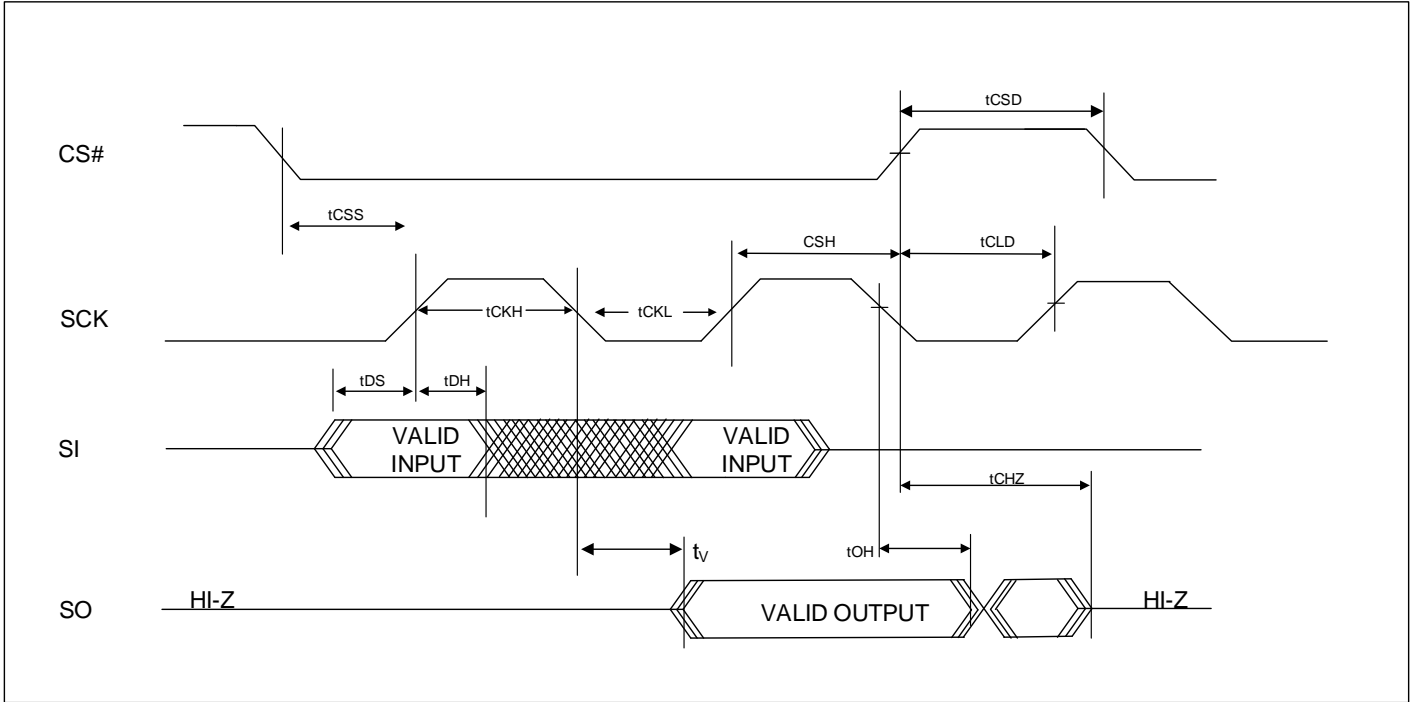 tCSD
CS#
tCSS
CSH
tCLD
SCK
tCKH
tCKL
tDS
tDH
SI
VALID
INPUT
VALID
INPUT
tCHZ
tV
tOH
SO
HI-Z
VALID OUTPUT
HI-Z